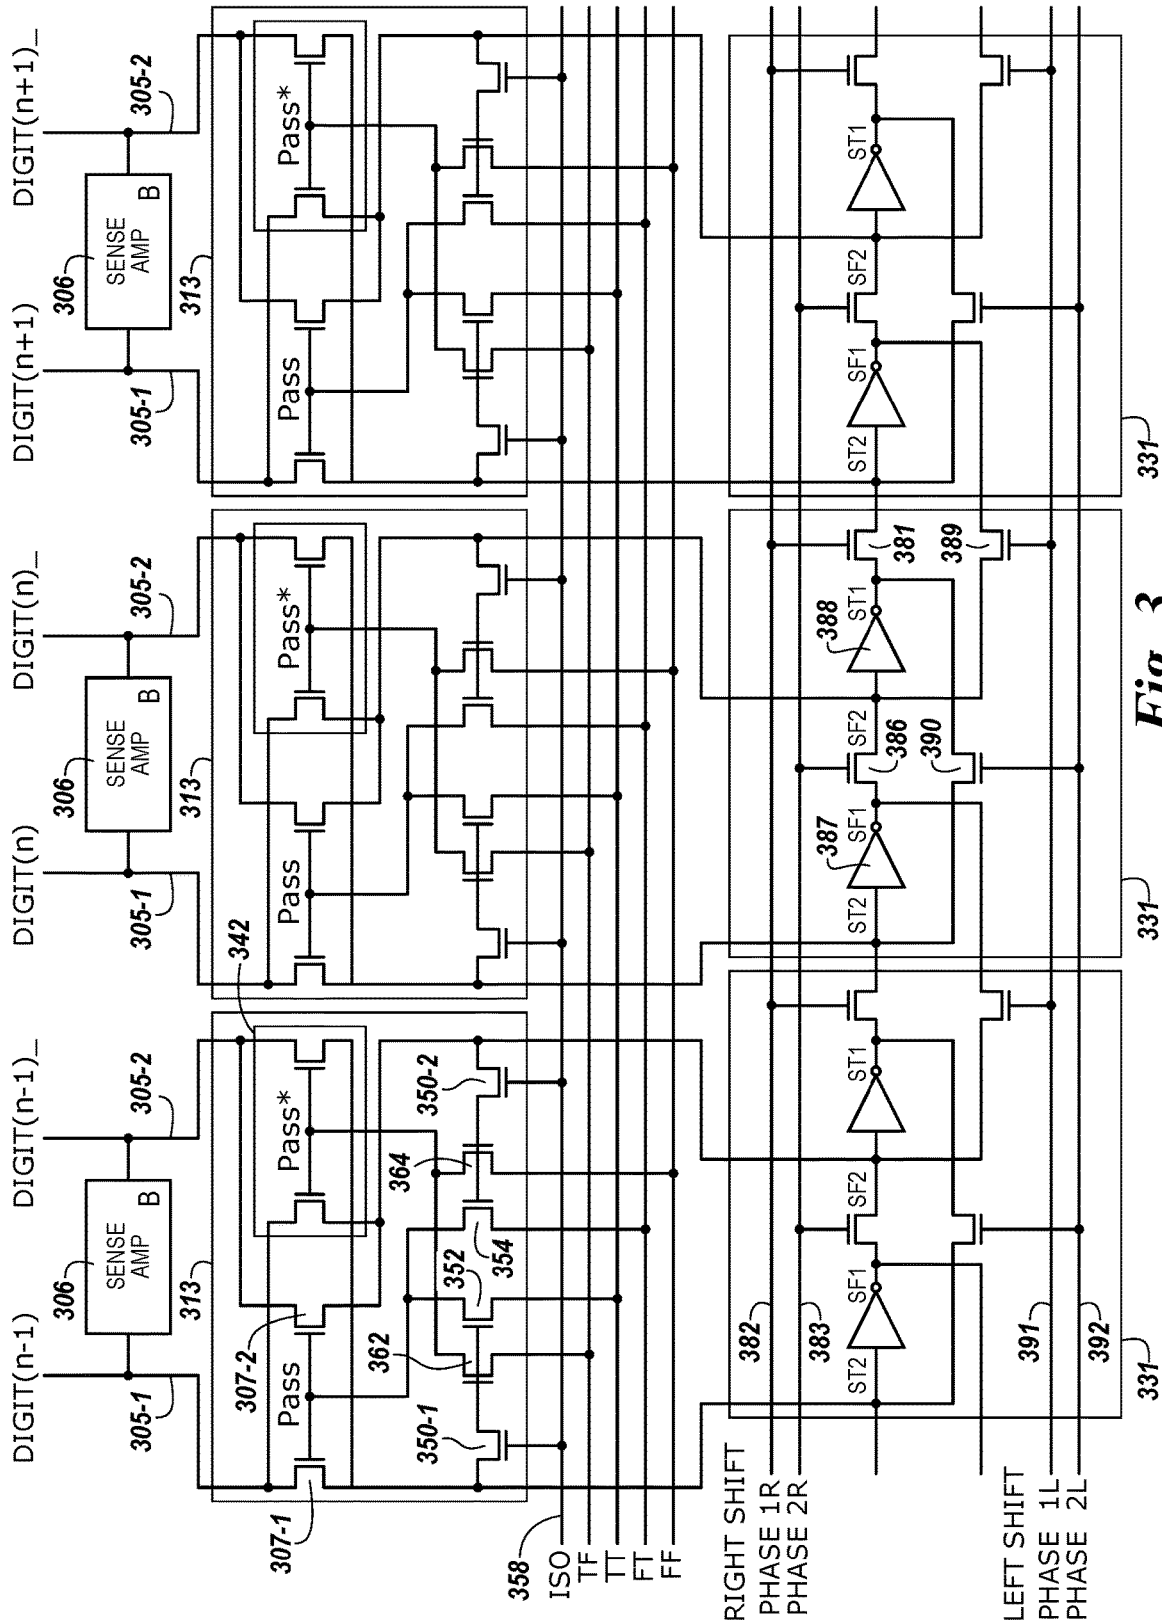 DIGIT(n-1)
DIGIT(n-1)_
DIGIT(n)
DIGIT(n)_
DIGIT(n+1)
DIGIT(n+1)_
306
SENSE
AMP
B
306
SENSE
AMP
B
306
SENSE
AMP
B
305-1
305-2
305-1
305-2
305-1
305-2
313
342
313
313
307-2
Pass
Pass*
Pass
Pass*
Pass
Pass*
307-1
362
352
364
350-1
354
350-2
358
ISO
TF
TT
FT
FF
RIGHT SHIFT
PHASE 1R
PHASE 2R
382
383
ST2
SF1
SF2
ST1
387
386
388
381
ST2
SF1
SF2
ST1
ST2
SF1
SF2
ST1
390
389
LEFT SHIFT
PHASE 1L
PHASE 2L
391
392
331
331
331
Fig. 3